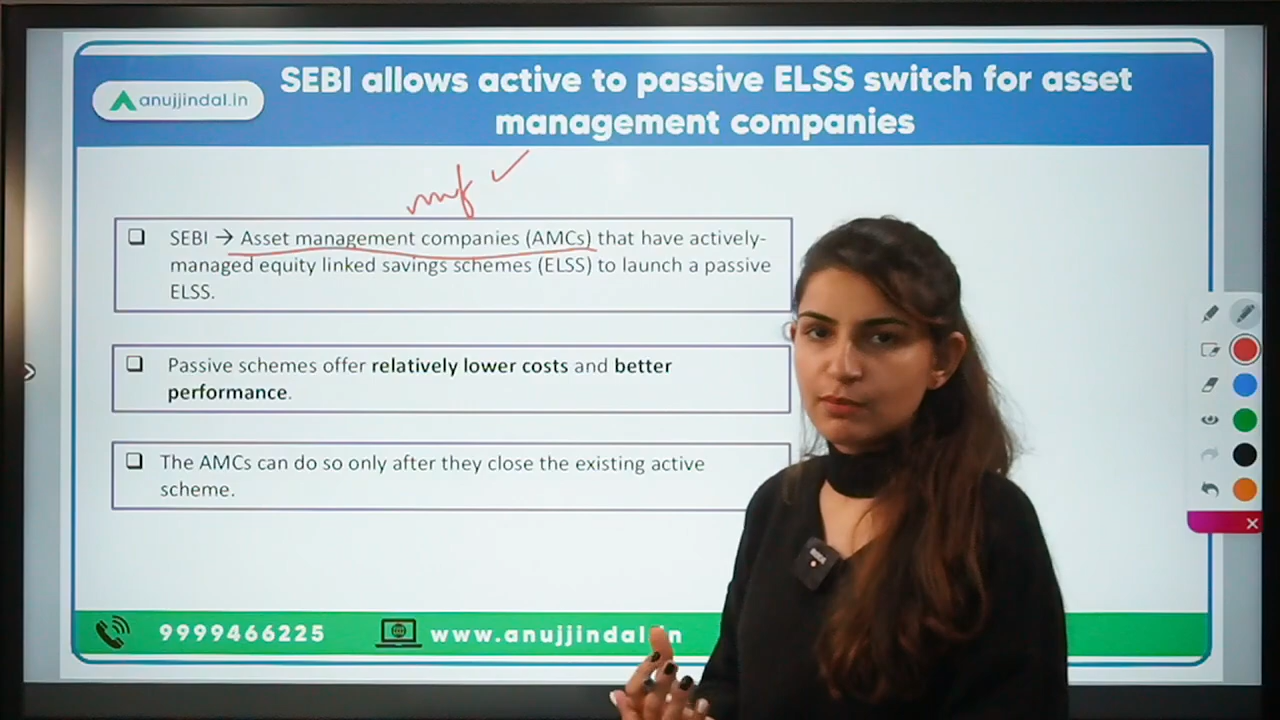 anujjindal.in
SEBI allows active to passive ELSS switch for asset
management companies
mf ✓
❑ SEBI → Asset management companies (AMCs) that have actively-
managed equity linked savings schemes (ELSS) to launch a passive
ELSS.
❑ Passive schemes offer relatively lower costs and better
performance.
❑ The AMCs can do so only after they close the existing active
scheme.
9999466225
www.anujjindal.in